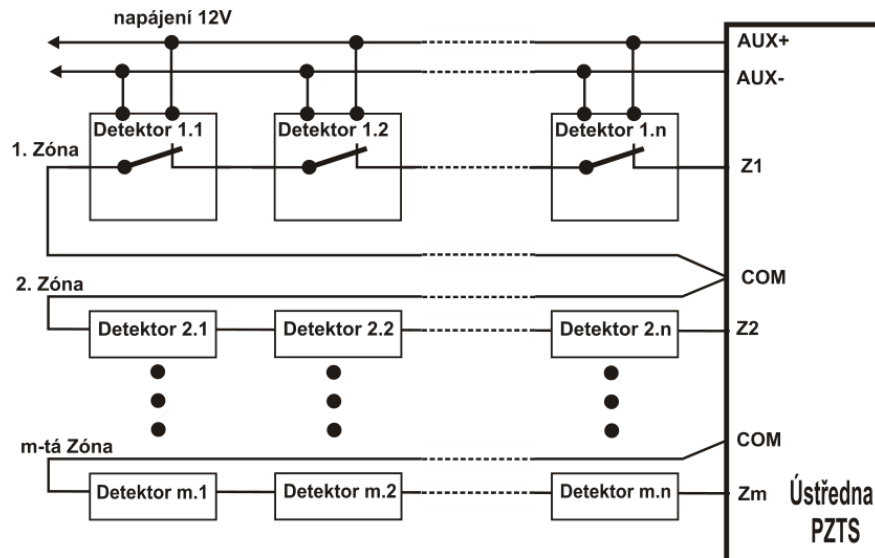 napájení 12V
AUX+
AUX-
Detektor 1.1
Detektor 1.2
Detektor 1.n
1. Zóna
Z1
COM
2. Zóna
Detektor 2.1
Detektor 2.2
Detektor 2.n
Z2
m-tá Zóna
COM
Detektor m.1
Detektor m.2
Detektor m.n
Zm
Ústředna
PZTS